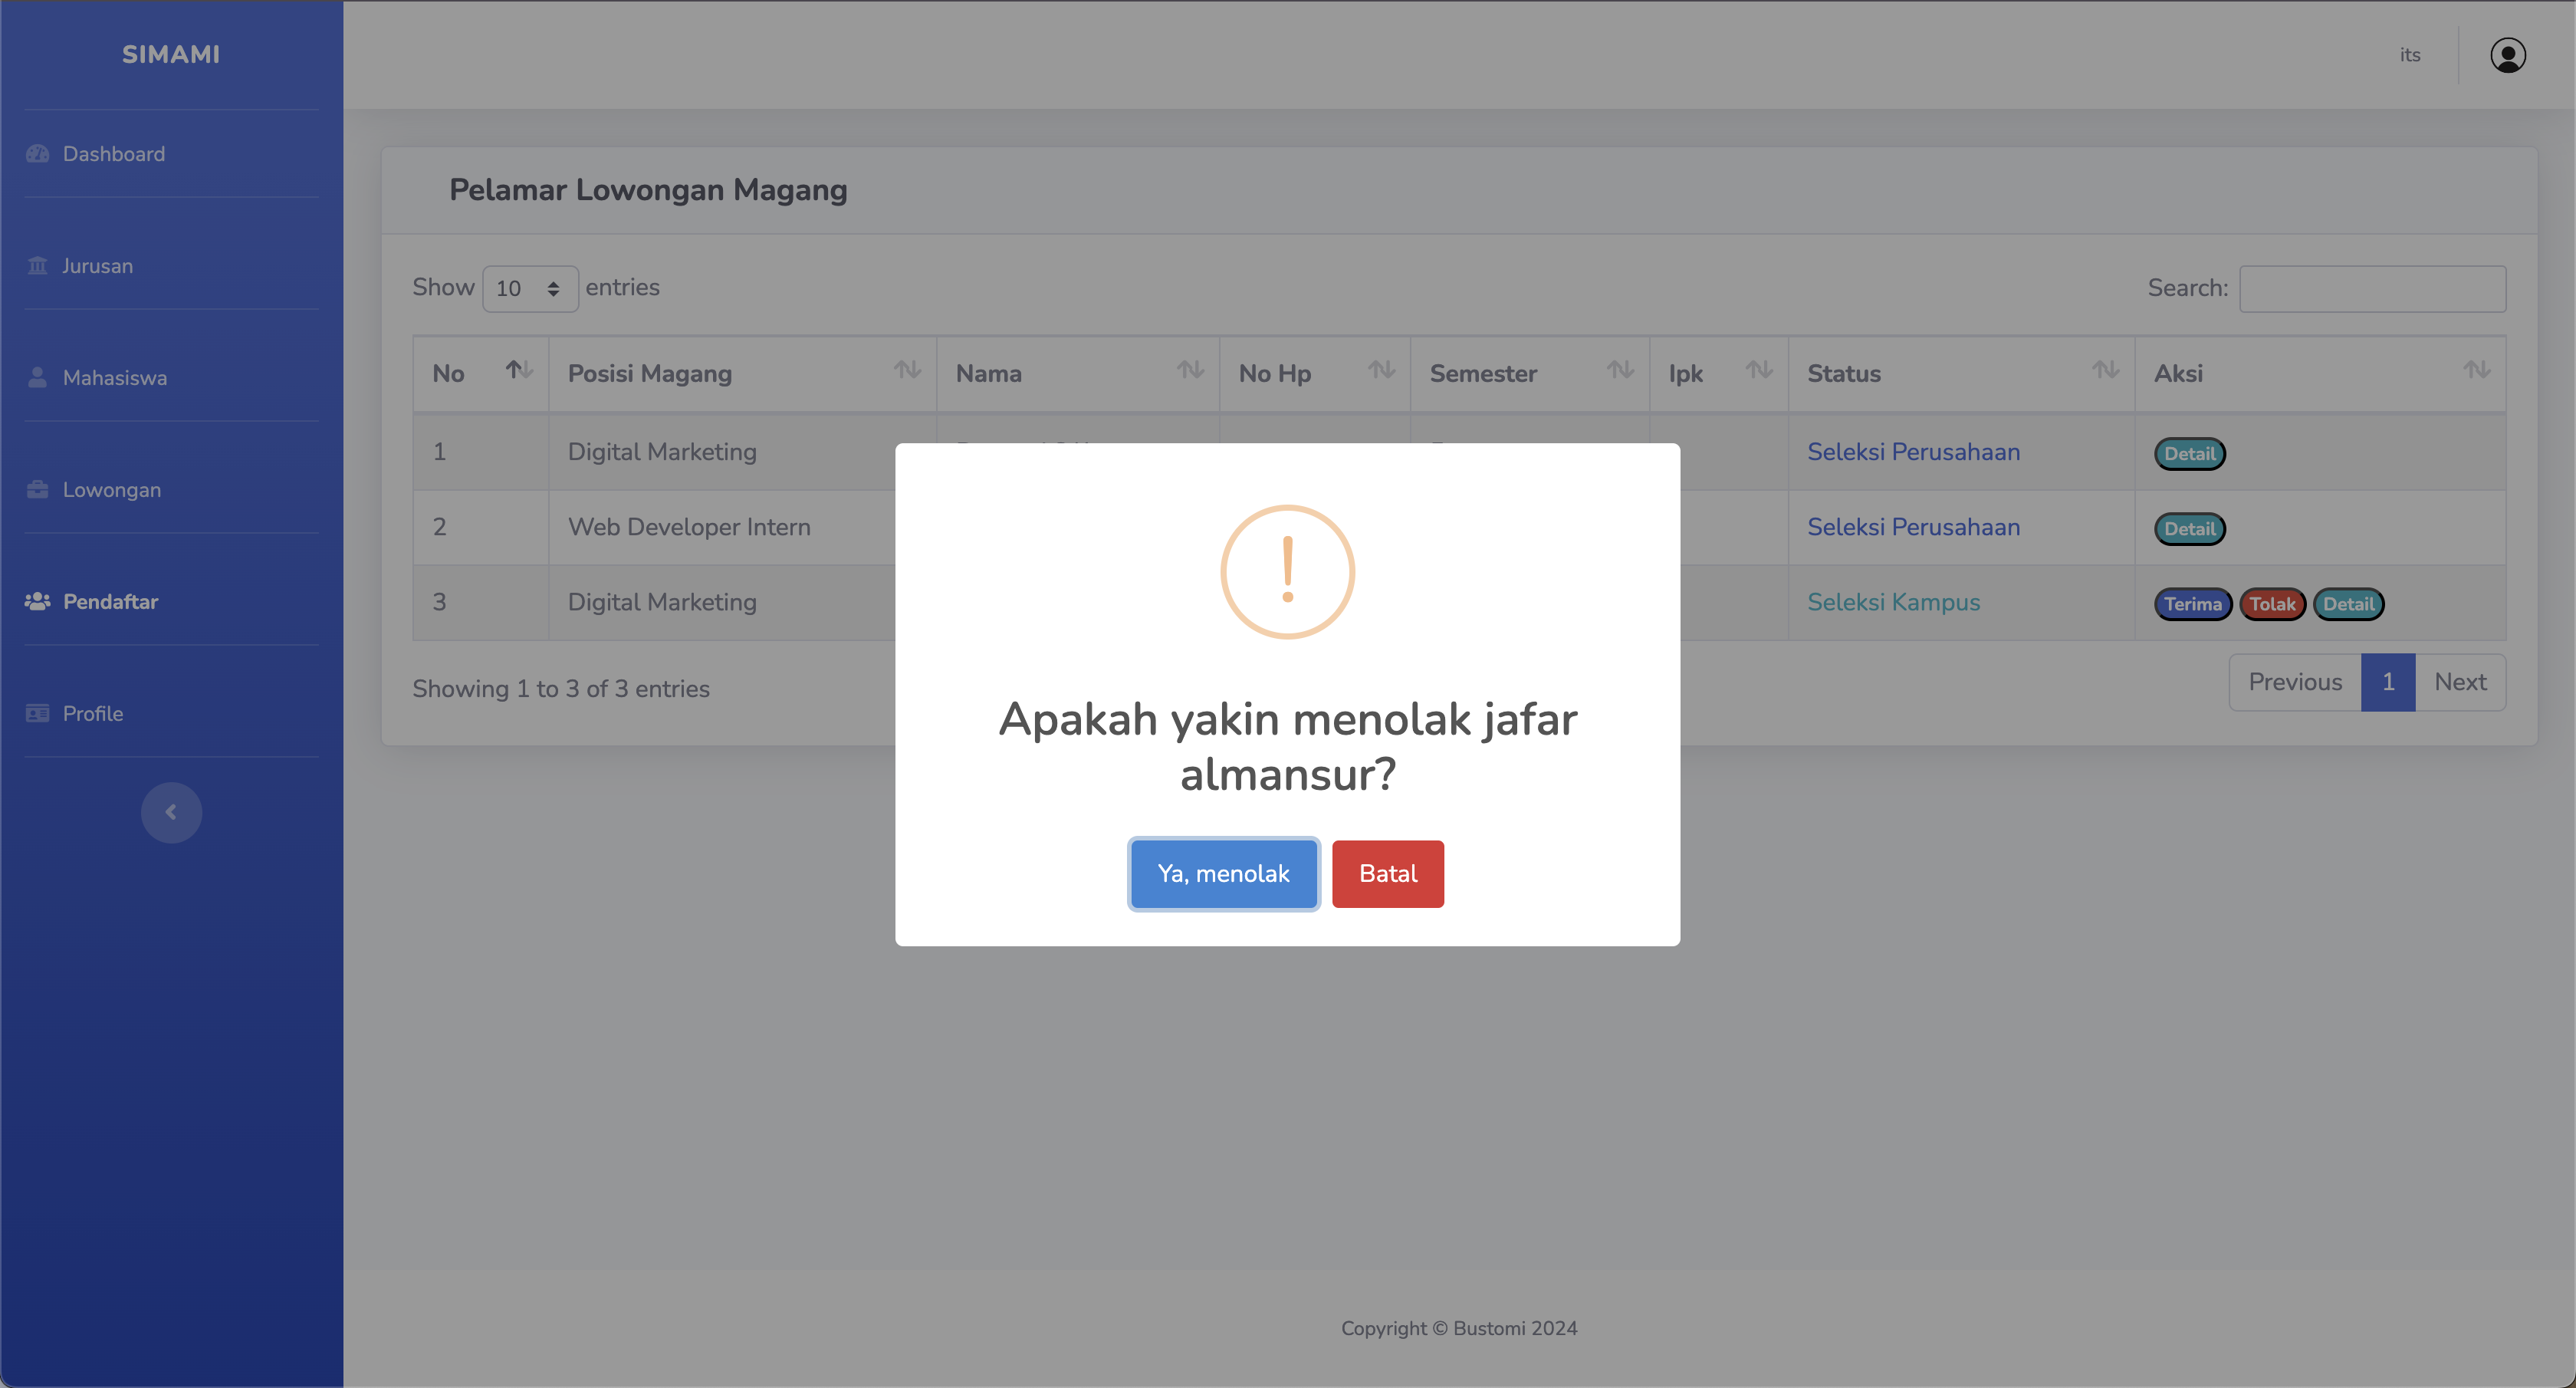 SIMAMI
its
Dashboard
Jurusan
Mahasiswa
Lowongan
Pendaftar
Profile
Pelamar Lowongan Magang
Show 10 entries
Search:
No Posisi Magang Nama No Hp Semester Ipk Status Aksi
1 Digital Marketing Seleksi Perusahaan Detail
2 Web Developer Intern Seleksi Perusahaan Detail
3 Digital Marketing Seleksi Kampus Terima Tolak Detail
Showing 1 to 3 of 3 entries
Previous 1 Next
!
Apakah yakin menolak jafar
almansur?
Ya, menolak Batal
Copyright © Bustomi 2024